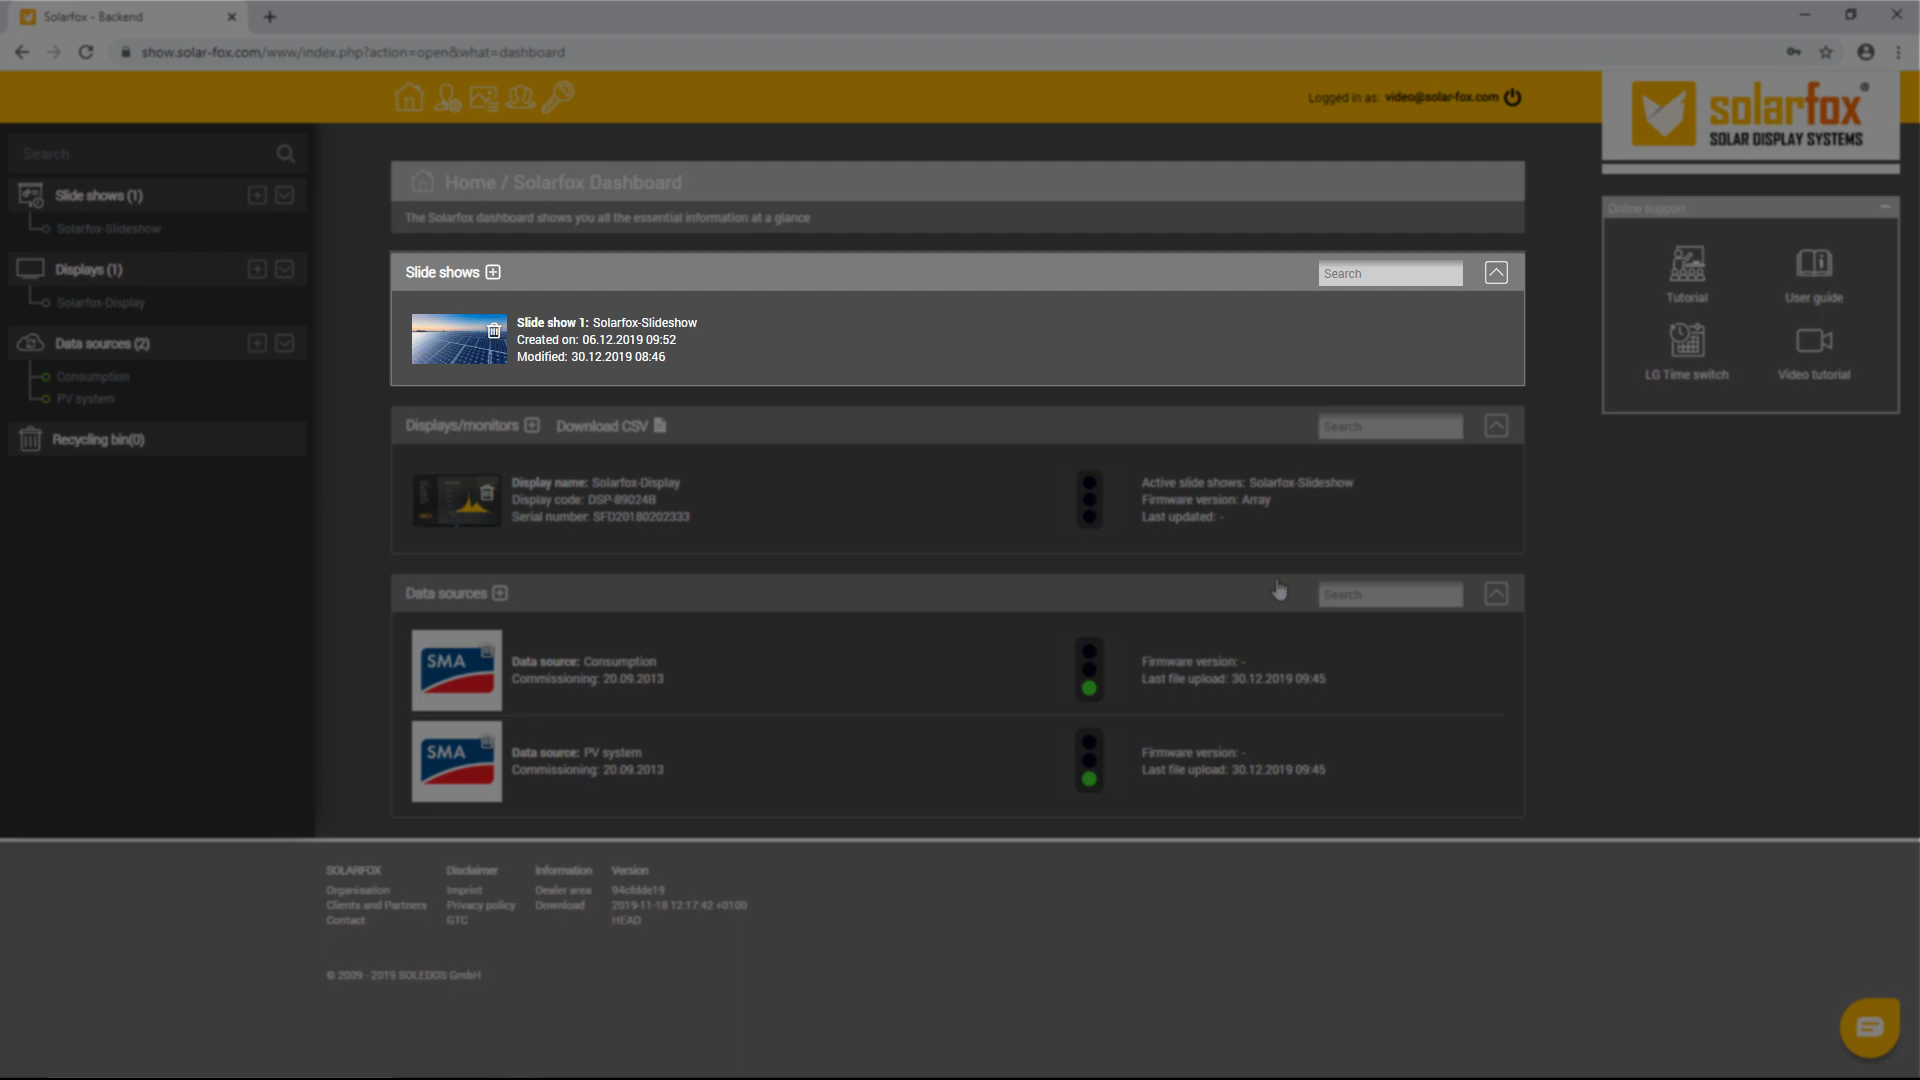 Solarfox - Backend
show.solar-fox.com/www/index.php?action=open&what=dashboard
Logged in as: video@solar-fox.com
solarfox®
SOLAR DISPLAY SYSTEMS
Search
Slide shows (1)
Solarfox-Slideshow
Displays (1)
Solarfox-Display
Data sources (2)
Consumption
PV system
Recycling bin(0)
Home / Solarfox Dashboard
The Solarfox dashboard shows you all the essential information at a glance
Slide shows
Search
Slide show 1: Solarfox-Slideshow
Created on: 06.12.2019 09:52
Modified: 30.12.2019 08:46
Displays/monitors
Download CSV
Search
Display name: Solarfox-Display
Display code: DSP-89024B
Serial number: SFD20180202333
Active slide shows: Solarfox-Slideshow
Firmware version: Array
Last updated: -
Data sources
Search
SMA
Data source: Consumption
Commissioning: 20.09.2013
Firmware version: -
Last file upload: 30.12.2019 09:45
SMA
Data source: PV system
Commissioning: 20.09.2013
Firmware version: -
Last file upload: 30.12.2019 09:45
Online support
Tutorial
User guide
LG Time switch
Video tutorial
SOLARFOX
Organisation
Clients and Partners
Contact
Disclaimer
Imprint
Privacy policy
GTC
Information
Dealer area
Download
Version
94cfdde19
2019-11-18 12:17:42 +0100
HEAD
© 2009 - 2019 SOLEDOS GmbH